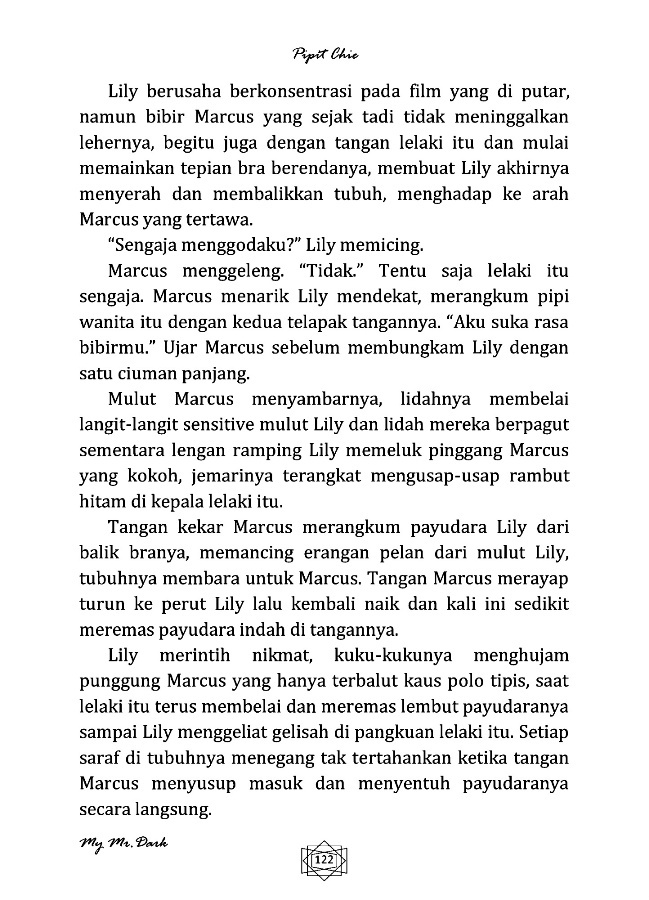 Pipit Chie
Lily berusaha berkonsentrasi pada film yang di putar,
namun bibir Marcus yang sejak tadi tidak meninggalkan
lehernya, begitu juga dengan tangan lelaki itu dan mulai
memainkan tepian bra berendanya, membuat Lily akhirnya
menyerah dan membalikkan tubuh, menghadap ke arah
Marcus yang tertawa.
“Sengaja menggodaku?” Lily memicing.
Marcus menggeleng. “Tidak.” Tentu saja lelaki itu
sengaja. Marcus menarik Lily mendekat, merangkum pipi
wanita itu dengan kedua telapak tangannya. “Aku suka rasa
bibirmu.” Ujar Marcus sebelum membungkam Lily dengan
satu ciuman panjang.
Mulut Marcus menyambarnya, lidahnya membelai
langit-langit sensitive mulut Lily dan lidah mereka berpagut
sementara lengan ramping Lily memeluk pinggang Marcus
yang kokoh, jemarinya terangkat mengusap-usap rambut
hitam di kepala lelaki itu.
Tangan kekar Marcus merangkum payudara Lily dari
balik branya, memancing erangan pelan dari mulut Lily,
tubuhnya membara untuk Marcus. Tangan Marcus merayap
turun ke perut Lily lalu kembali naik dan kali ini sedikit
meremas payudara indah di tangannya.
Lily merintih nikmat, kuku-kukunya menghujam
punggung Marcus yang hanya terbalut kaus polo tipis, saat
lelaki itu terus membelai dan meremas lembut payudaranya
sampai Lily menggeliat gelisah di pangkuan lelaki itu. Setiap
saraf di tubuhnya menegang tak tertahankan ketika tangan
Marcus menyusup masuk dan menyentuh payudaranya
secara langsung.
My Mr. Dark
122